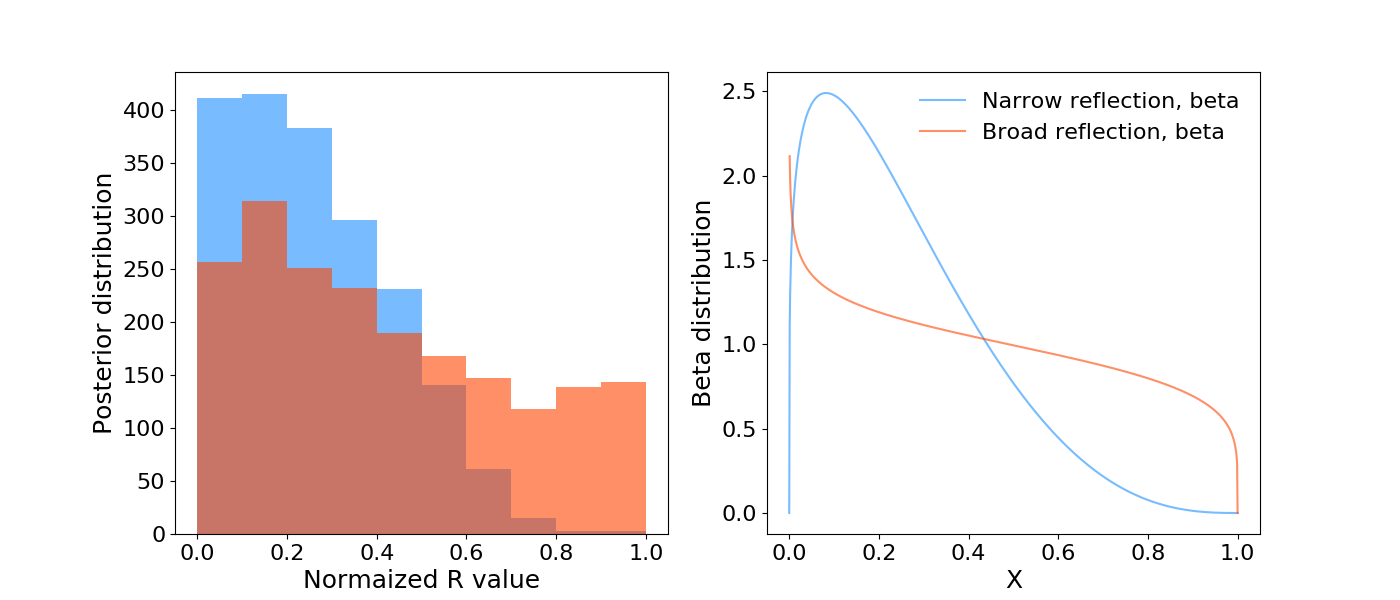 Posterior distribution
400
350
300
250
200
150
100
50
0
0.0 0.2 0.4 0.6 0.8 1.0
Normaized R value
Beta distribution
2.5
2.0
1.5
1.0
0.5
0.0
Narrow reflection, beta
Broad reflection, beta
0.0 0.2 0.4 0.6 0.8 1.0
X